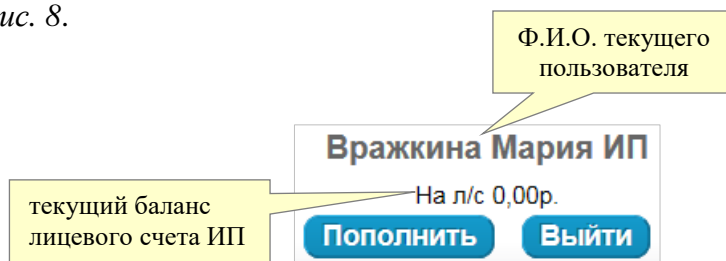 ис. 8.
Ф.И.О. текущего
пользователя
Вражкина Мария ИП
На л/с 0,00р.
текущий баланс
лицевого счета ИП
Пополнить Выйти